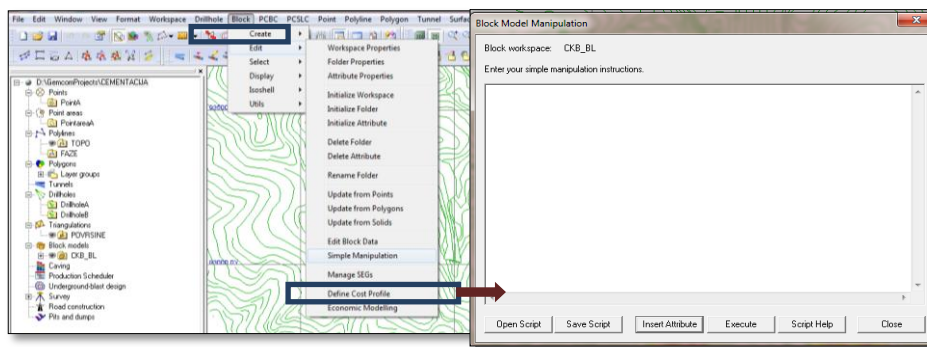 File Edit Window View Format Workspace Drillhole Block PCBC PCSLC Point Polyline Polygon Tunnel Surfac
Create
Edit
Select
Display
Isoshell
Utils
Workspace Properties
Folder Properties
Attribute Properties
Initialize Workspace
Initialize Folder
Initialize Attribute
Delete Folder
Delete Attribute
Rename Folder
Update from Points
Update from Polygons
Update from Solids
Edit Block Data
Simple Manipulation
Manage SEGs
Define Cost Profile
Economic Modelling
D:\GemcomProjects\CEMENTACIJA
Points
PointA
Point areas
PointareaA
Polylines
TOPO
FAZE
Polygons
Layer groups
Tunnels
Drillholes
DrillholeA
DrillholeB
Triangulations
POVRSINE
Block models
CKB_BL
Caving
Production Scheduler
Underground-blast design
Survey
Road construction
Pits and dumps
Block Model Manipulation
Block workspace: CKB_BL
Enter your simple manipulation instructions.
Open Script Save Script Insert Attribute Execute Script Help Close